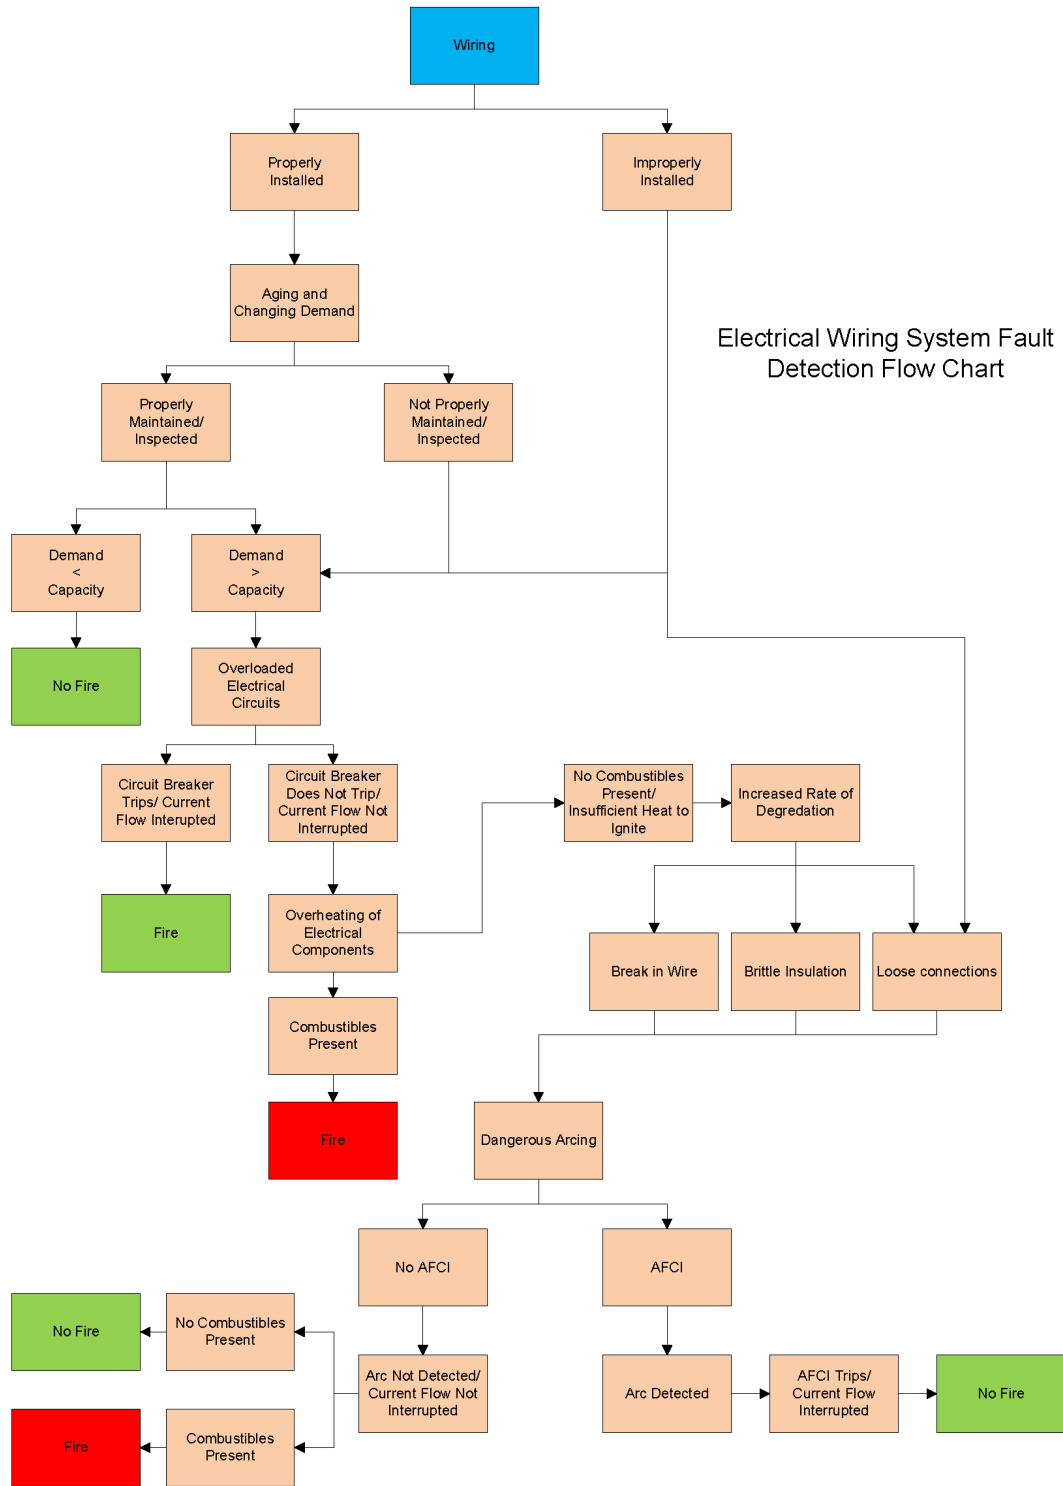 Wiring
Properly
Installed
Improperly
Installed
Aging and
Changing Demand
Electrical Wiring System Fault
Detection Flow Chart
Properly
Maintained/
Inspected
Not Properly
Maintained/
Inspected
Demand
<
Capacity
Demand
>
Capacity
No Fire
Overloaded
Electrical
Circuits
Circuit Breaker
Trips/ Current
Flow Interupted
Circuit Breaker
Does Not Trip/
Current Flow Not
Interrupted
No Combustibles
Present/
Insufficient Heat to
Ignite
Increased Rate of
Degredation
Fire
Overheating of
Electrical
Components
Break in Wire
Brittle Insulation
Loose connections
Combustibles
Present
Fire
Dangerous Arcing
No AFCI
AFCI
No Fire
No Combustibles
Present
Arc Not Detected/
Current Flow Not
Interrupted
Arc Detected
AFCI Trips/
Current Flow
Interrupted
No Fire
Fire
Combustibles
Present